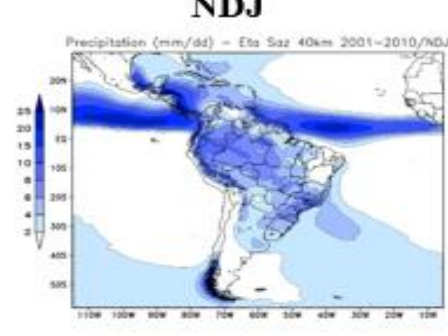 NDJ
Precipitation (mm/dd) - Eta Saz 40km 2001-2010/NDJ
20N
10N
EQ
10S
20S
30S
40S
50S
25
20
15
10
8
6
4
2
110W 100W 90W 80W 70W 60W 50W 40W 30W 20W 10W